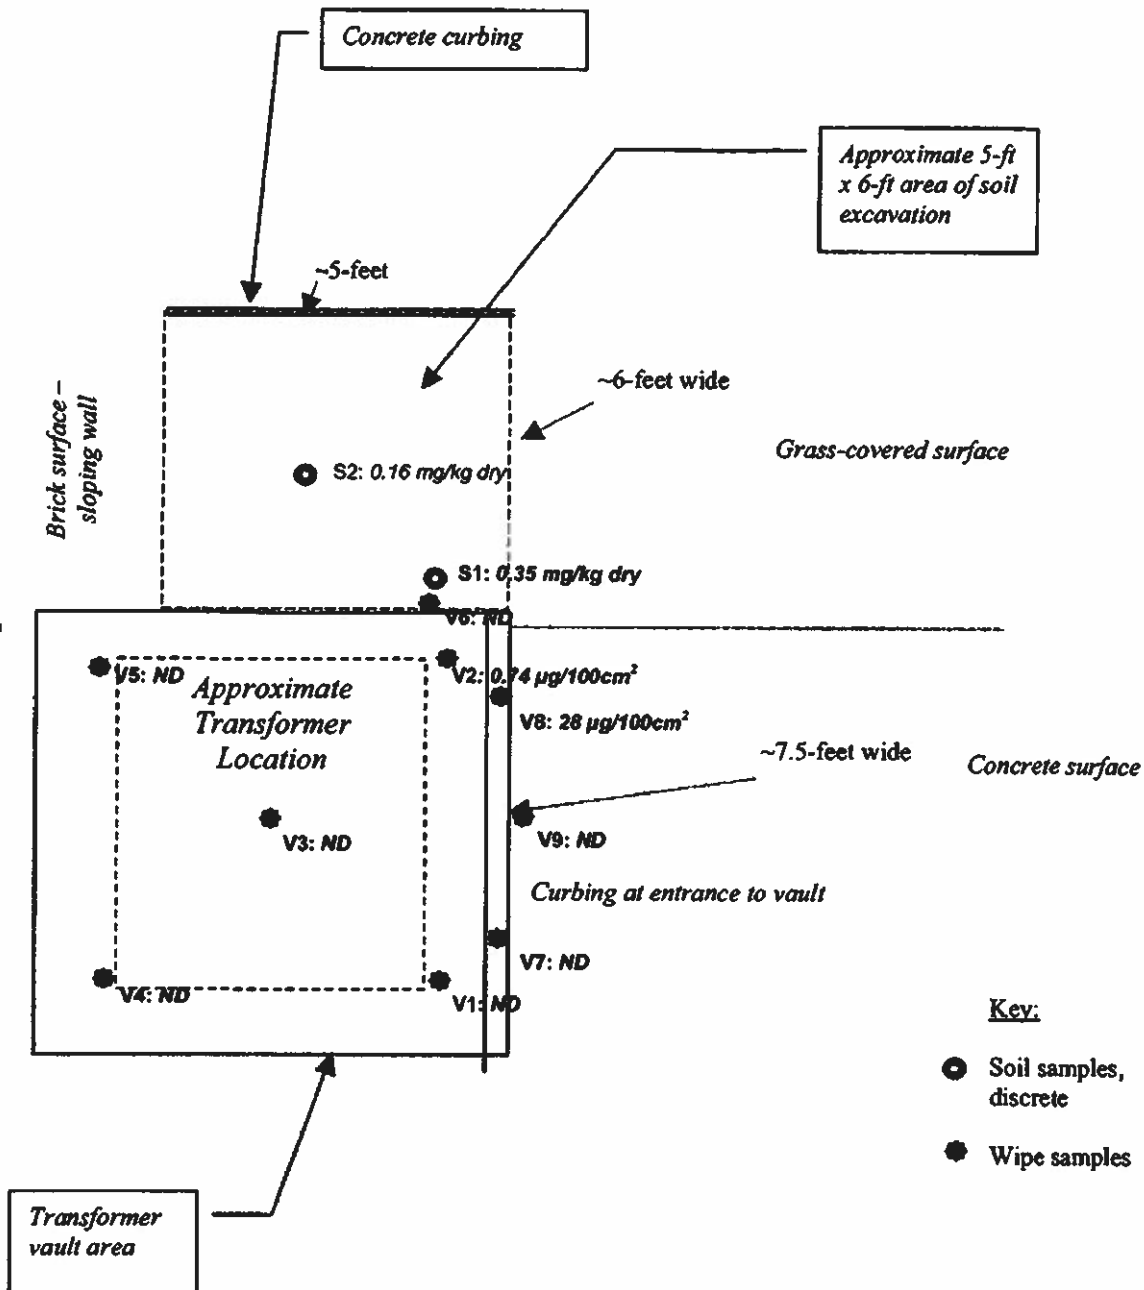 Concrete curbing
Approximate 5-ft
x 6-ft area of soil
excavation
~5-feet
~6-feet wide
Brick surface –
sloping wall
Grass-covered surface
S2: 0.16 mg/kg dry
S1: 0.35 mg/kg dry
V6: ND
V5: ND
V2: 0.74 µg/100cm²
Approximate
Transformer
Location
V8: 28 µg/100cm²
~7.5-feet wide
Concrete surface
V3: ND
V9: ND
Curbing at entrance to vault
V7: ND
V4: ND
V1: ND
Key:
Soil samples,
discrete
Wipe samples
Transformer
vault area